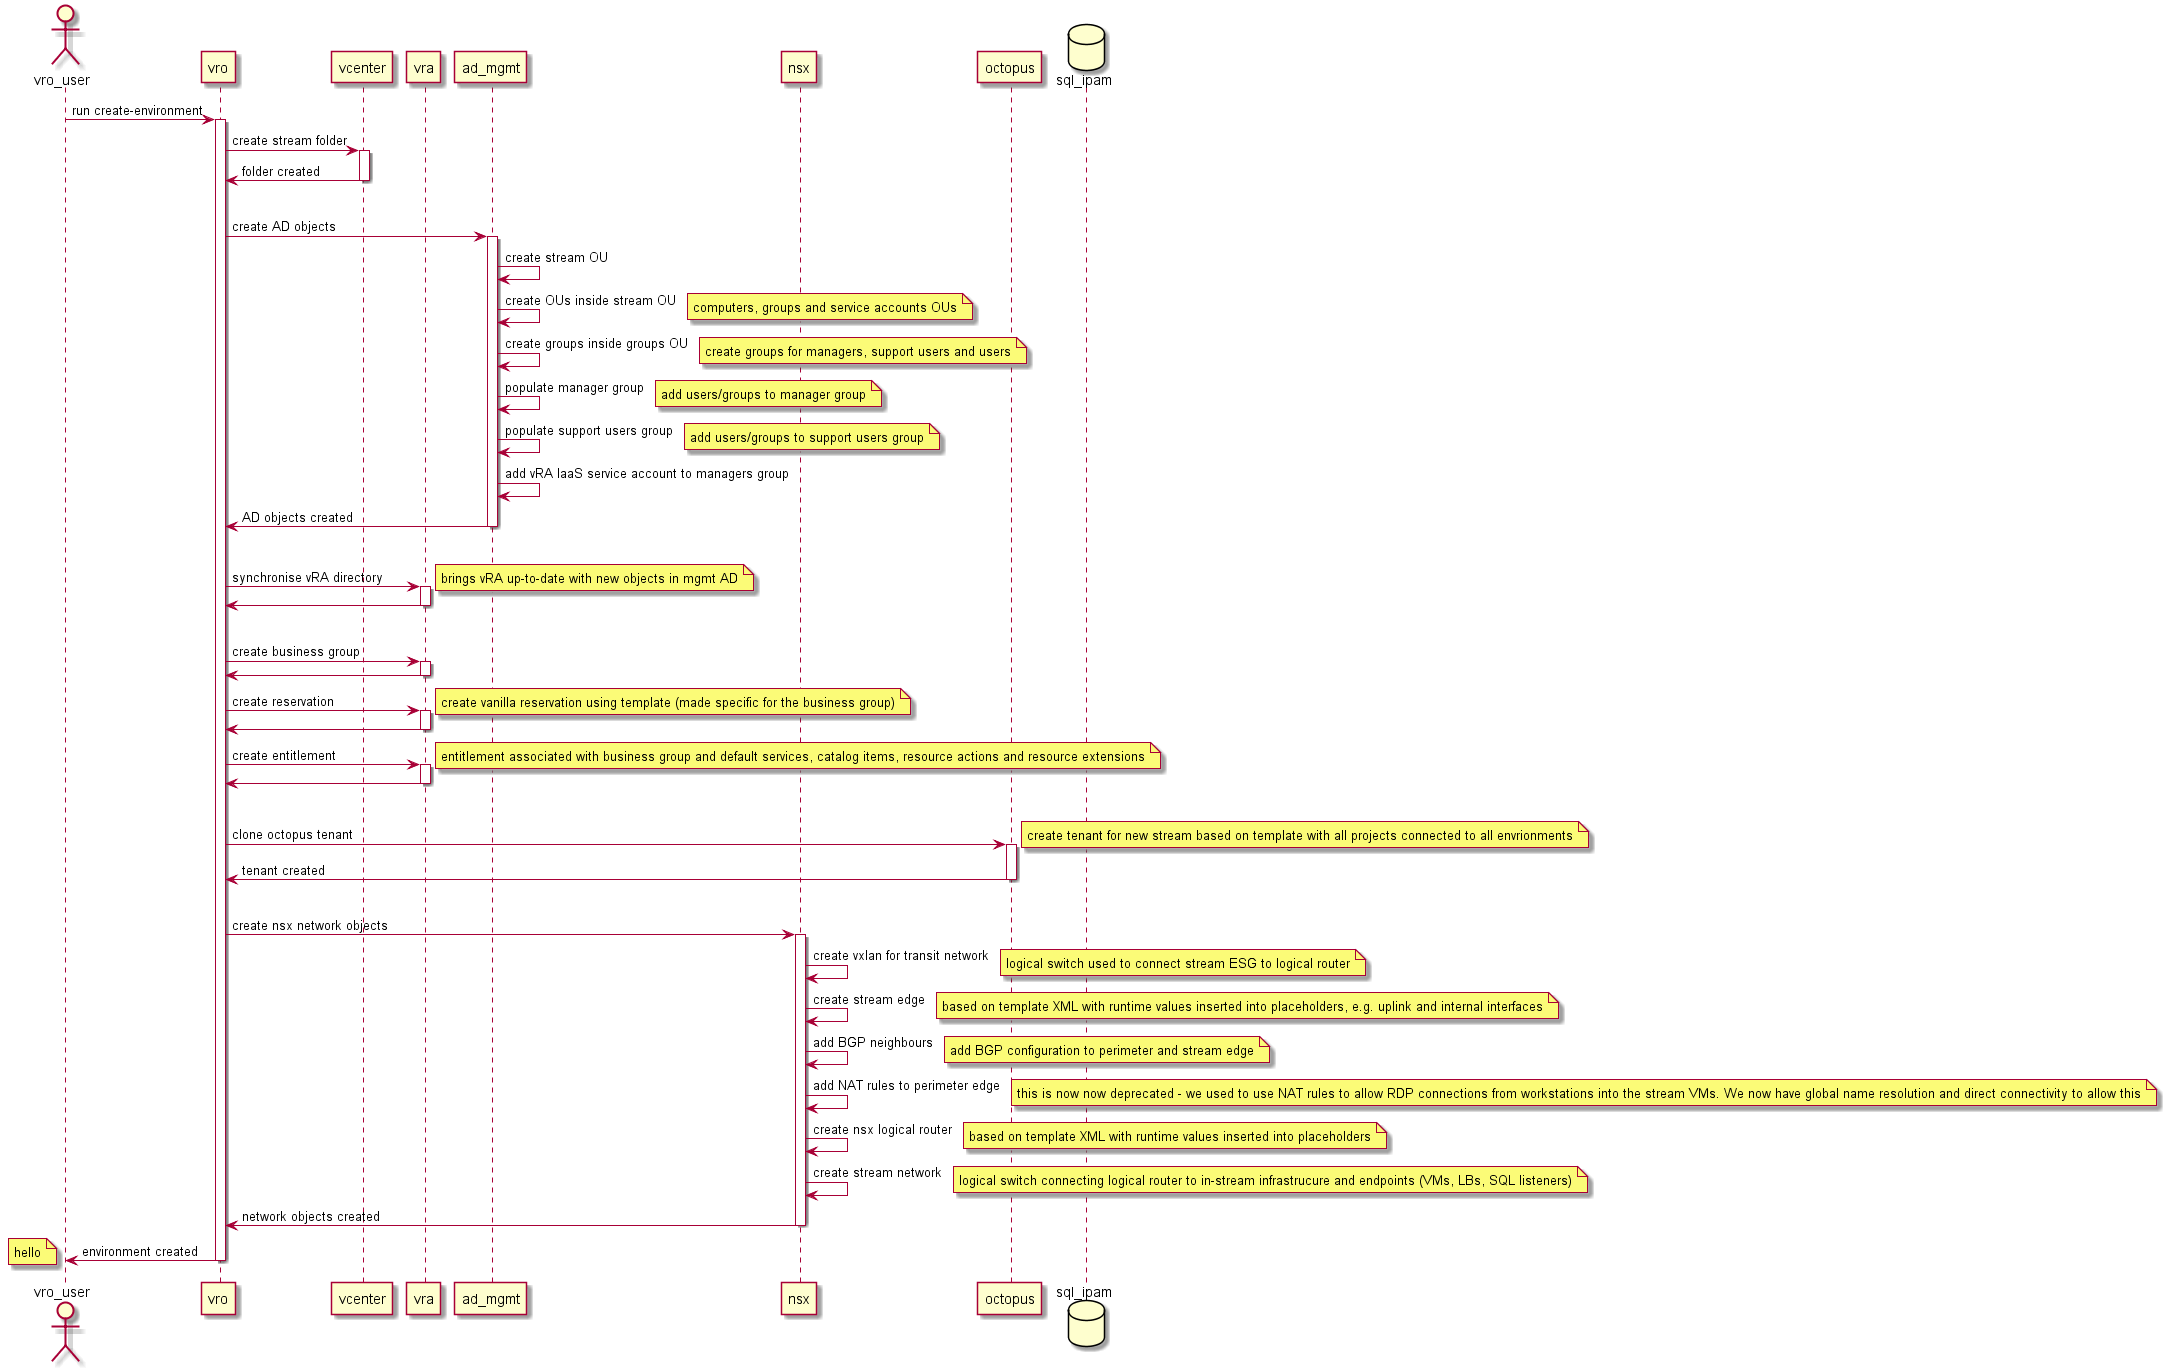 vro_user
vro
vcenter
vra
ad_mgmt
nsx
octopus
sql_ipam
run create-environment
create stream folder
folder created
create AD objects
create stream OU
create OUs inside stream OU
computers, groups and service accounts OUs
create groups inside groups OU
create groups for managers, support users and users
populate manager group
add users/groups to manager group
populate support users group
add users/groups to support users group
add vRA IaaS service account to managers group
AD objects created
synchronise vRA directory
brings vRA up-to-date with new objects in mgmt AD
create business group
create reservation
create vanilla reservation using template (made specific for the business group)
create entitlement
entitlement associated with business group and default services, catalog items, resource actions and resource extensions
clone octopus tenant
create tenant for new stream based on template with all projects connected to all envrionments
tenant created
create nsx network objects
create vxlan for transit network
logical switch used to connect stream ESG to logical router
create stream edge
based on template XML with runtime values inserted into placeholders, e.g. uplink and internal interfaces
add BGP neighbours
add BGP configuration to perimeter and stream edge
add NAT rules to perimeter edge
this is now now deprecated - we used to use NAT rules to allow RDP connections from workstations into the stream VMs. We now have global name resolution and direct connectivity to allow this
create nsx logical router
based on template XML with runtime values inserted into placeholders
create stream network
logical switch connecting logical router to in-stream infrastrucure and endpoints (VMs, LBs, SQL listeners)
network objects created
hello
environment created
vro_user
vro
vcenter
vra
ad_mgmt
nsx
octopus
sql_ipam